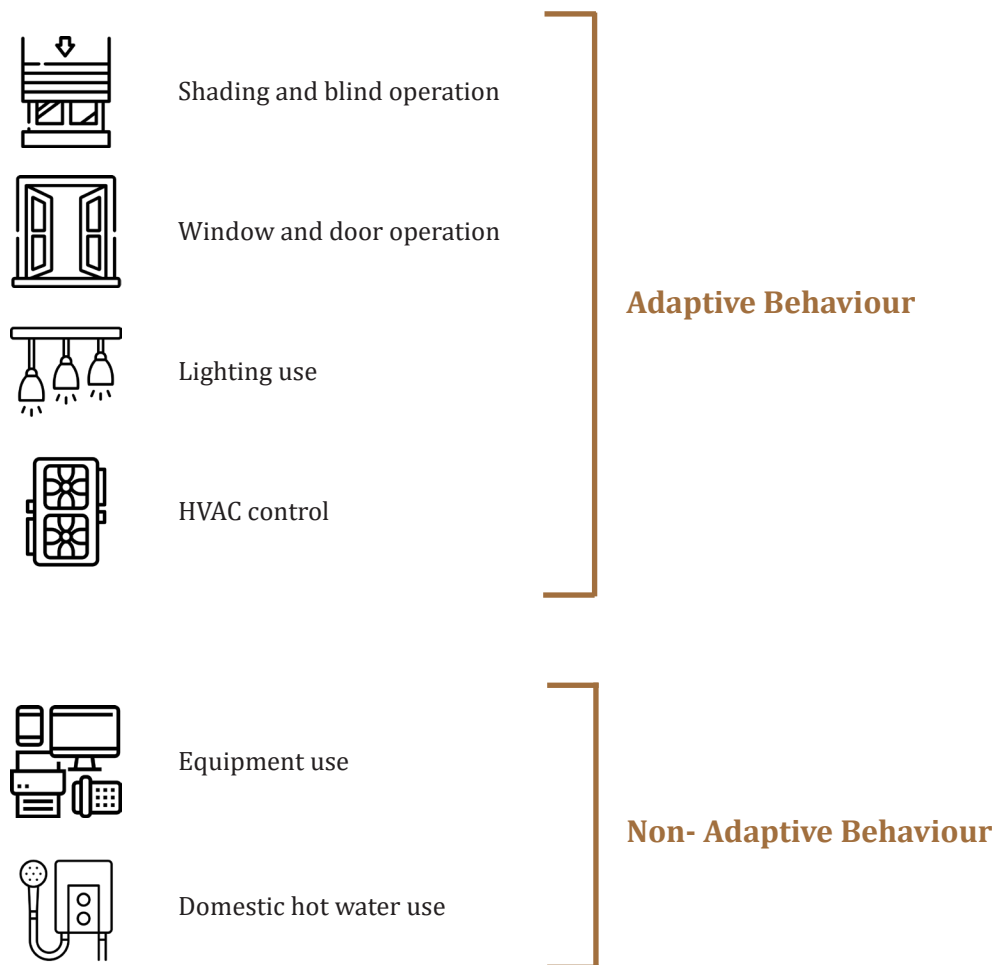 Shading and blind operation
Window and door operation
Adaptive Behaviour
Lighting use
HVAC control
Equipment use
Non- Adaptive Behaviour
Domestic hot water use